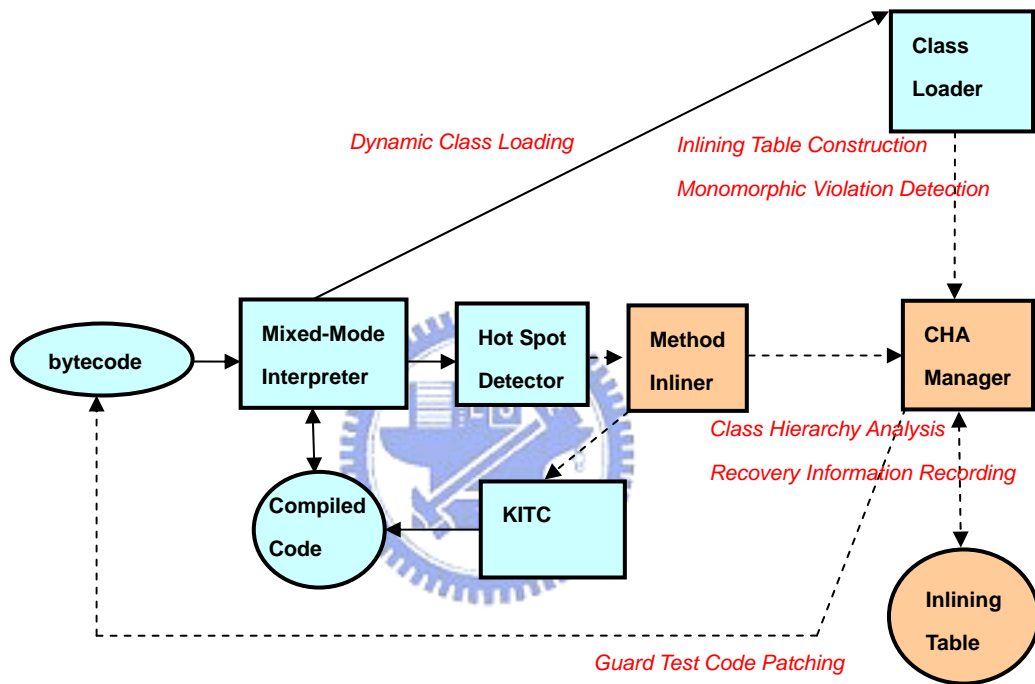 Class
Loader
Dynamic Class Loading
Inlining Table Construction
Monomorphic Violation Detection
bytecode
Mixed-Mode
Interpreter
Hot Spot
Detector
Method
Inliner
CHA
Manager
Class Hierarchy Analysis
Recovery Information Recording
Compiled
Code
KITC
Inlining
Table
Guard Test Code Patching